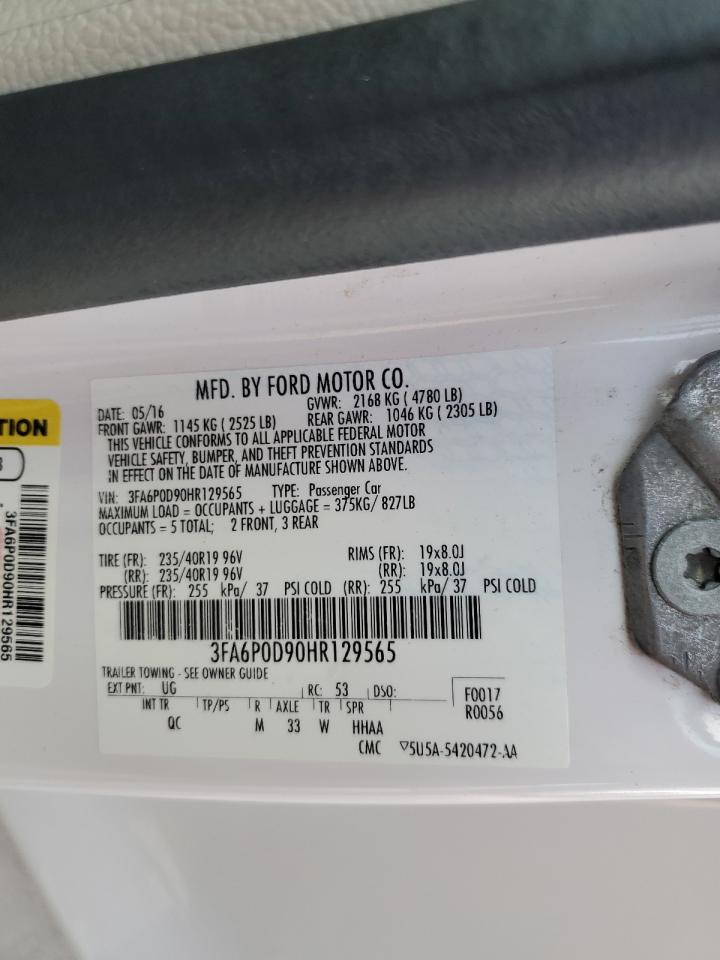 MFD. BY FORD MOTOR CO.
DATE: 05/16 GVWR: 2168 KG ( 4780 LB)
FRONT GAWR: 1145 KG ( 2525 LB) REAR GAWR: 1046 KG ( 2305 LB)
THIS VEHICLE CONFORMS TO ALL APPLICABLE FEDERAL MOTOR
VEHICLE SAFETY, BUMPER, AND THEFT PREVENTION STANDARDS
IN EFFECT ON THE DATE OF MANUFACTURE SHOWN ABOVE.
VIN: 3FA6P0D90HR129565 TYPE: Passenger Car
MAXIMUM LOAD = OCCUPANTS + LUGGAGE = 375KG/ 827LB
OCCUPANTS = 5 TOTAL; 2 FRONT, 3 REAR
TIRE (FR): 235/40R19 96V RIMS (FR): 19x8.0J
(RR): 235/40R19 96V (RR): 19x8.0J
PRESSURE (FR): 255 kPa/ 37 PSI COLD (RR): 255 kPa/ 37 PSI COLD
3FA6P0D90HR129565
TRAILER TOWING - SEE OWNER GUIDE
EXT PNT: UG RC: 53 DSO: F0017
R0056
INT TR TP/PS R AXLE TR SPR
QC M 33 W HHAA
CMC 5U5A-5420472-AA
TION
3FA6P0D90HR129565